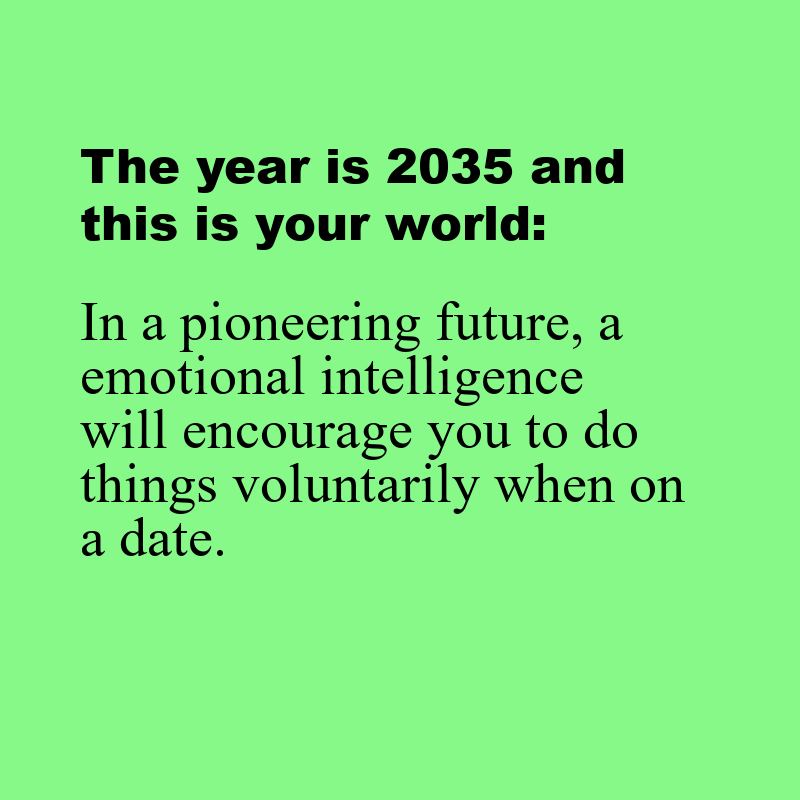 The year is 2035 and
this is your world:
In a pioneering future, a
emotional intelligence
will encourage you to do
things voluntarily when on
a date.